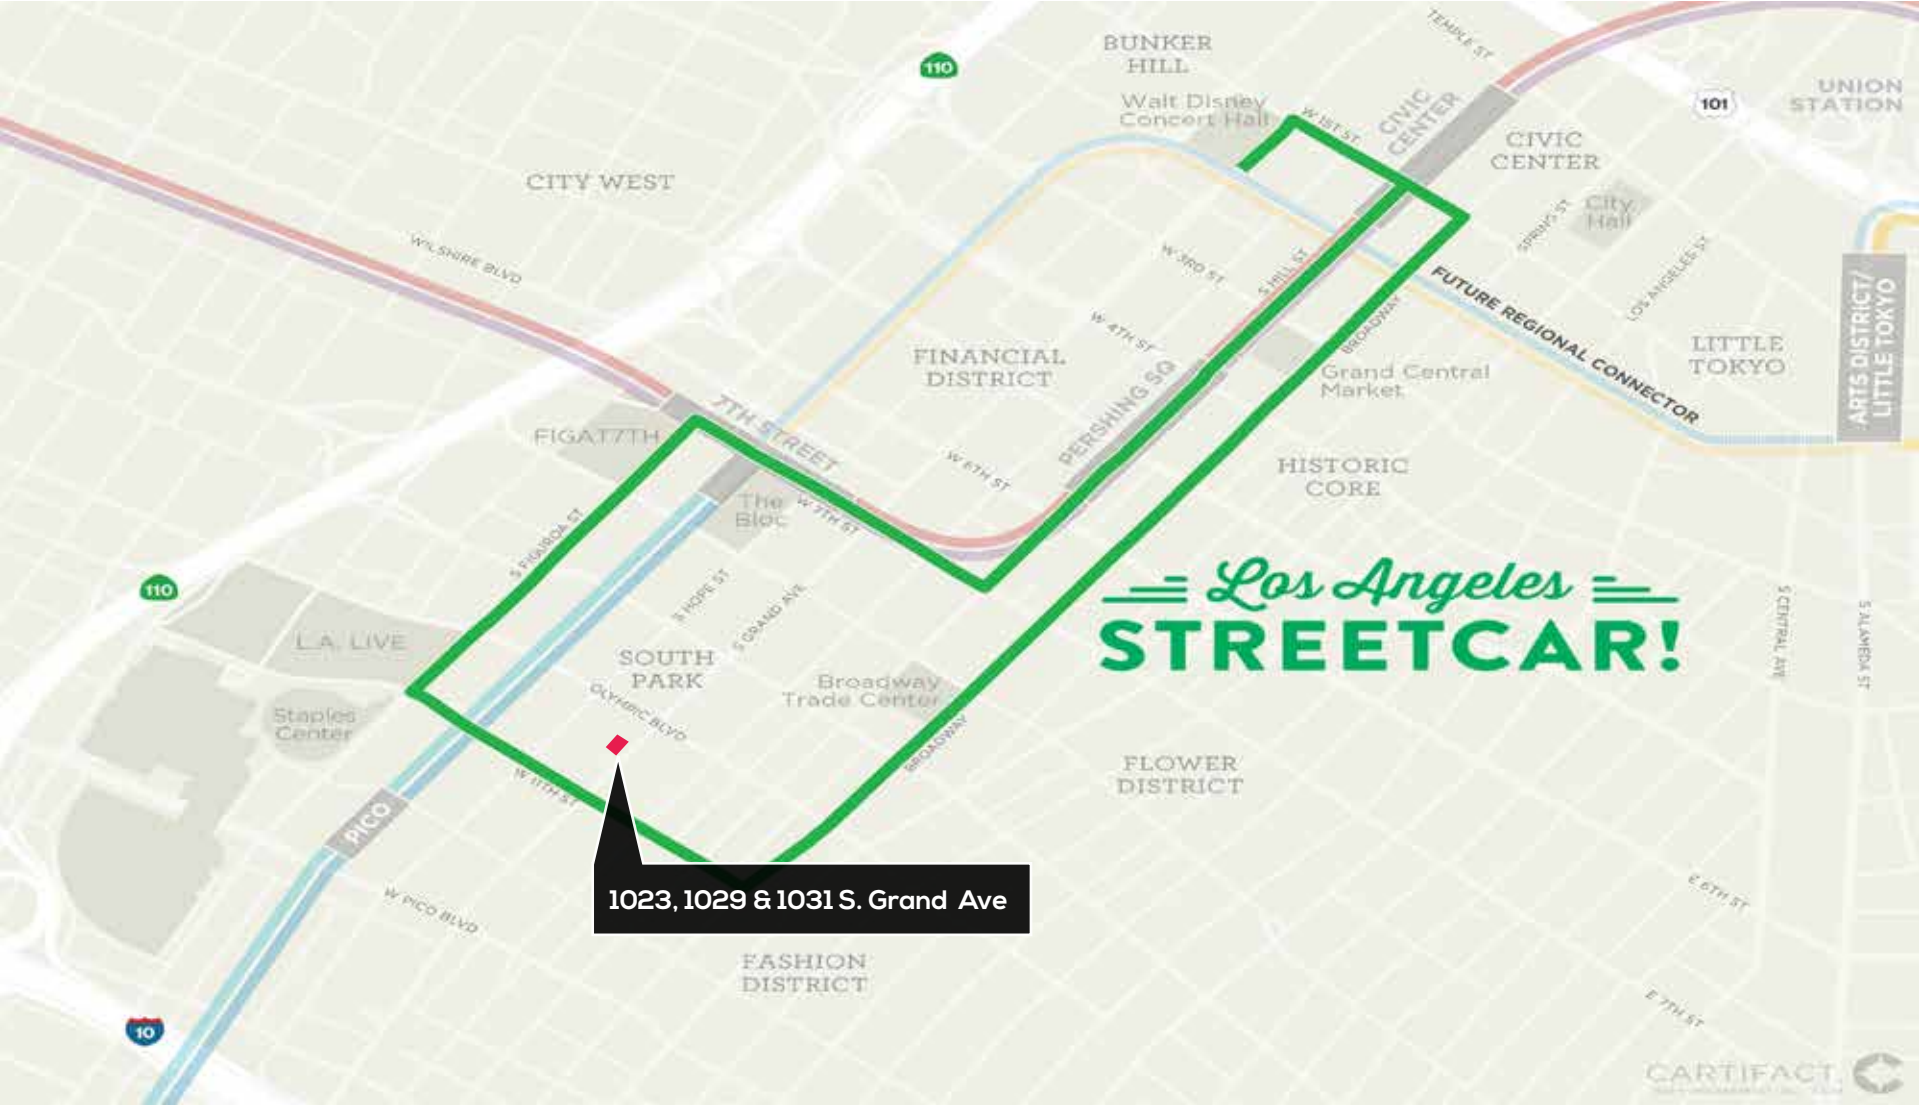 TEMPLE ST
BUNKER
HILL
110
Walt Disney
Concert Hall
W 1ST ST
CIVIC
CENTER
101
UNION
STATION
CIVIC
CENTER
CITY WEST
City
Hall
SPRING ST
LOS ANGELES ST
WILSHIRE BLVD
W 3RD ST
S HILL ST
FUTURE REGIONAL CONNECTOR
ARTS DISTRICT/
LITTLE TOKYO
W 4TH ST
BROADWAY
LITTLE
TOKYO
FINANCIAL
DISTRICT
PERSHING SQ
Grand Central
Market
7TH STREET
FIGAT7TH
W 6TH ST
HISTORIC
CORE
The
Bloc
W 7TH ST
S FIGUROA ST
Los Angeles
STREETCAR!
110
S HOPE ST
S GRAND AVE
S CENTRAL AVE
S ALAMEDA ST
L.A. LIVE
SOUTH
PARK
Broadway
Trade Center
OLYMPIC BLVD
Staples
Center
BROADWAY
W 11TH ST
FLOWER
DISTRICT
PICO
1023, 1029 & 1031 S. Grand Ave
W PICO BLVD
E 6TH ST
FASHION
DISTRICT
E 7TH ST
10
CARTIFACT